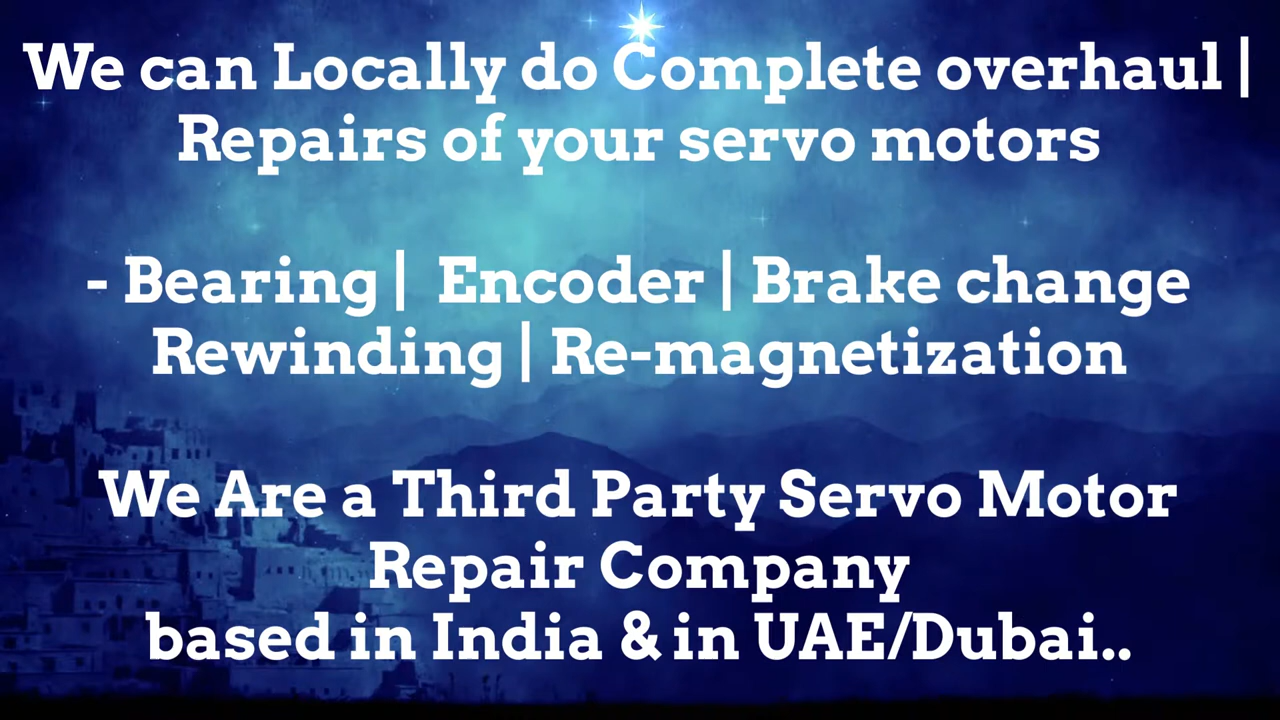 We can Locally do Complete overhaul |
Repairs of your servo motors
- Bearing | Encoder | Brake change
Rewinding | Re-magnetization
We Are a Third Party Servo Motor
Repair Company
based in India & in UAE/Dubai..